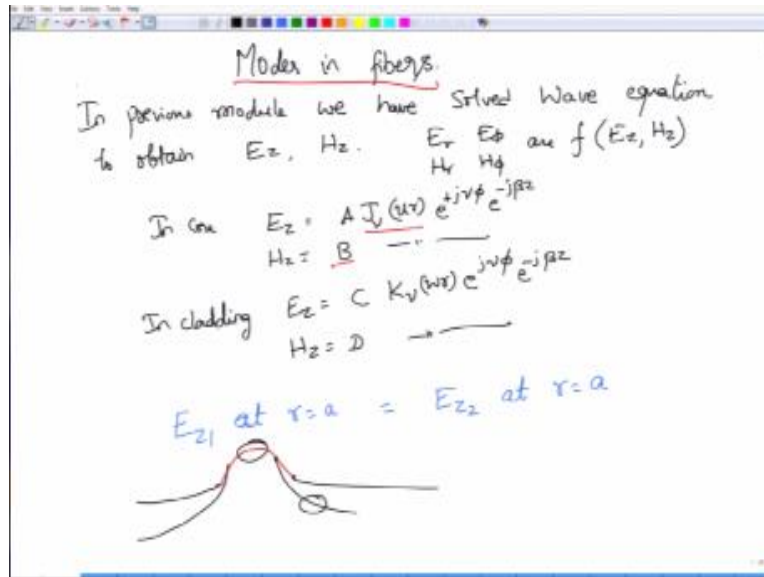 Modes in fibers.
In previous module we have solved Wave equation
to obtain Ez, Hz. Er Eφ are f(Ez, Hz)
Hr Hφ
In core Ez = A Jν(ur) e^{+jνφ} e^{-jβz}
Hz = B —"—
In cladding Ez = C Kν(wr) e^{jνφ} e^{-jβz}
Hz = D —"—
Ez1 at r=a = Ez2 at r=a